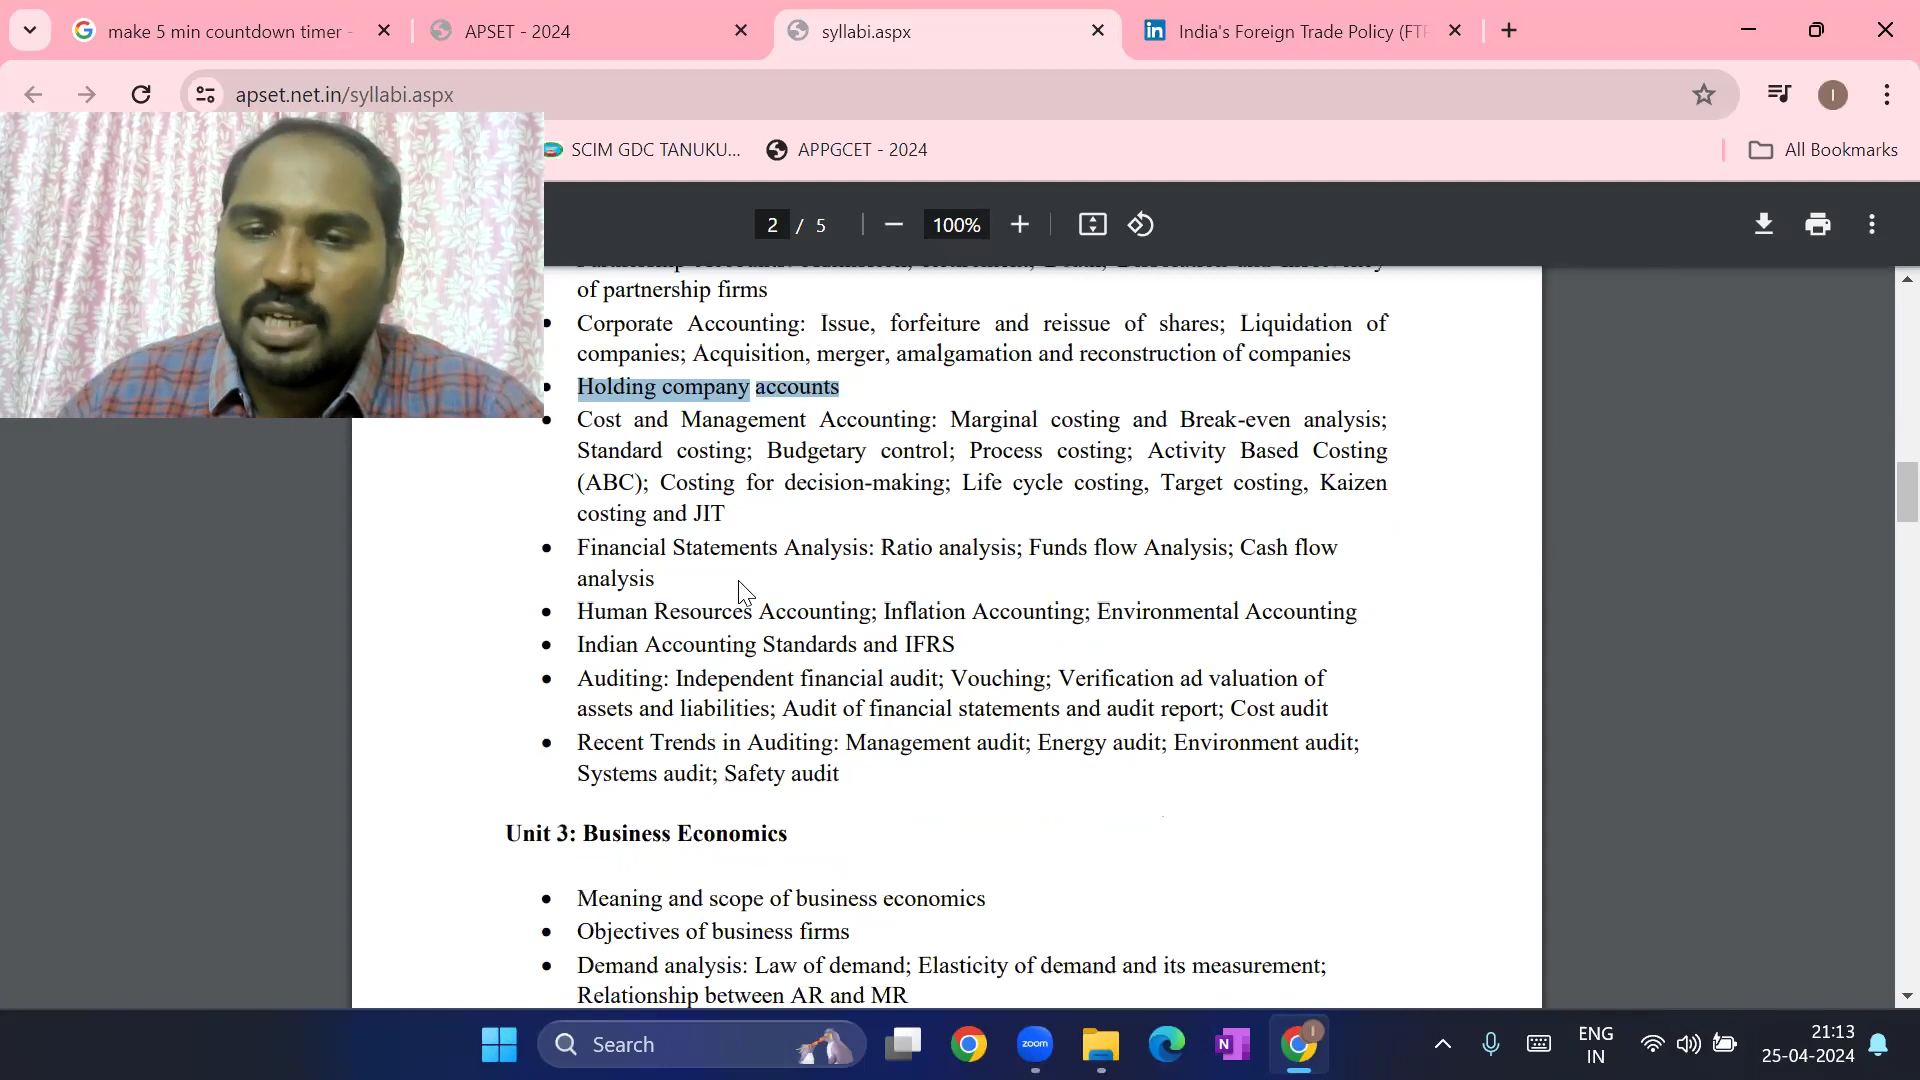 make 5 min countdown timer -
APSET - 2024
syllabi.aspx
India's Foreign Trade Policy (FTP
apset.net.in/syllabi.aspx
I
SCIM GDC TANUKU...
APPGCET - 2024
All Bookmarks
2 / 5
100%
of partnership firms
• Corporate Accounting: Issue, forfeiture and reissue of shares; Liquidation of
companies; Acquisition, merger, amalgamation and reconstruction of companies
• Holding company accounts
• Cost and Management Accounting: Marginal costing and Break-even analysis;
Standard costing; Budgetary control; Process costing; Activity Based Costing
(ABC); Costing for decision-making; Life cycle costing, Target costing, Kaizen
costing and JIT
• Financial Statements Analysis: Ratio analysis; Funds flow Analysis; Cash flow
analysis
• Human Resources Accounting; Inflation Accounting; Environmental Accounting
• Indian Accounting Standards and IFRS
• Auditing: Independent financial audit; Vouching; Verification ad valuation of
assets and liabilities; Audit of financial statements and audit report; Cost audit
• Recent Trends in Auditing: Management audit; Energy audit; Environment audit;
Systems audit; Safety audit
Unit 3: Business Economics
• Meaning and scope of business economics
• Objectives of business firms
• Demand analysis: Law of demand; Elasticity of demand and its measurement;
Relationship between AR and MR
Search
zoom
N
I
ENG
IN
21:13
25-04-2024